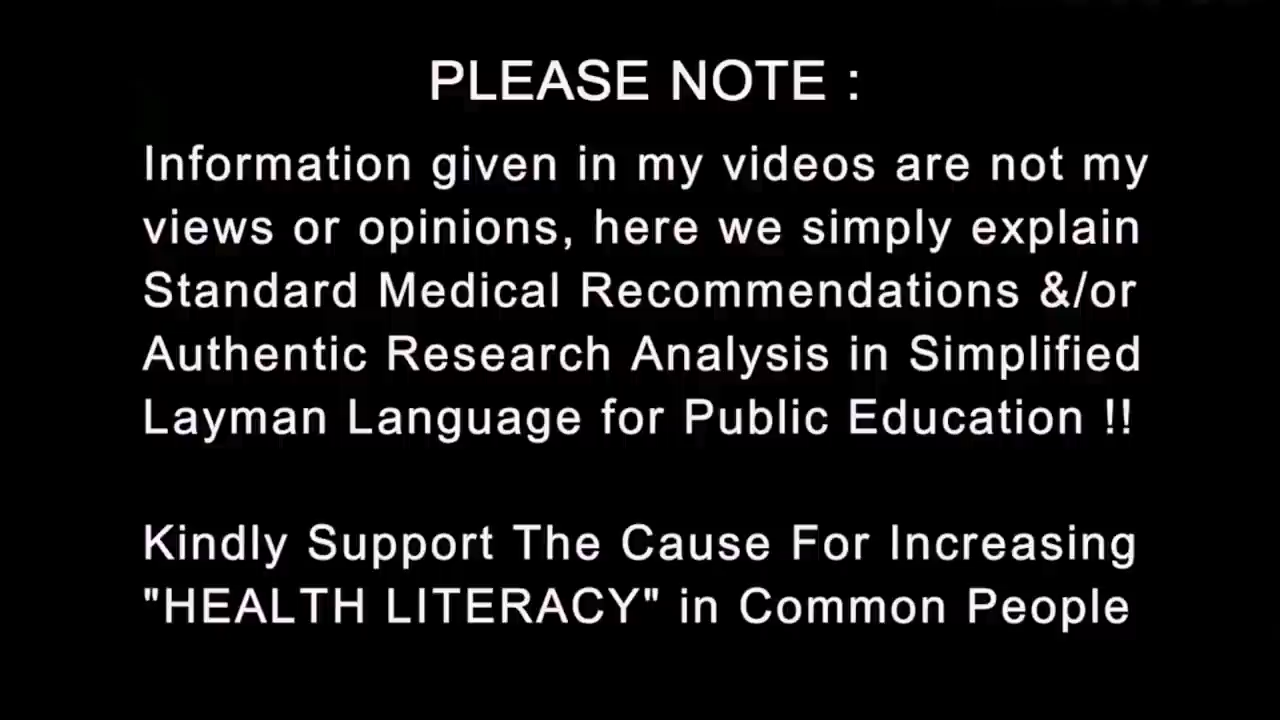 PLEASE NOTE :
Information given in my videos are not my
views or opinions, here we simply explain
Standard Medical Recommendations &/or
Authentic Research Analysis in Simplified
Layman Language for Public Education !!
Kindly Support The Cause For Increasing
"HEALTH LITERACY" in Common People